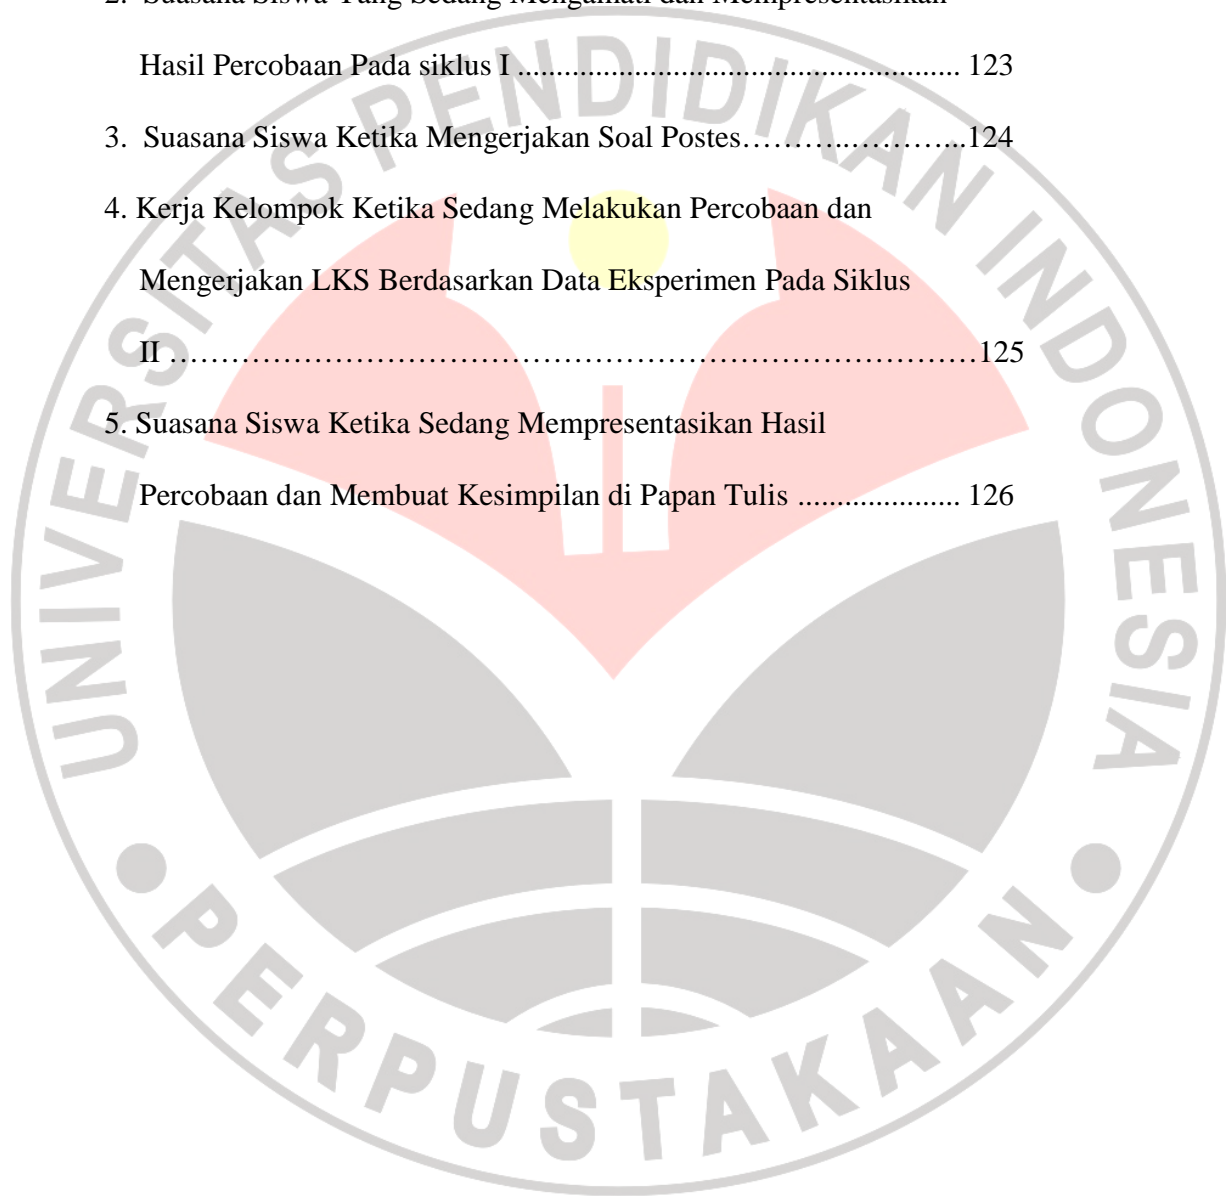 2. Suasana Siswa Yang Sedang Mengamati dan Mempresentasikan
Hasil Percobaan Pada siklus I ......................................................... 123
3. Suasana Siswa Ketika Mengerjakan Soal Postes………..………...124
4. Kerja Kelompok Ketika Sedang Melakukan Percobaan dan
Mengerjakan LKS Berdasarkan Data Eksperimen Pada Siklus
II …………………………………………………………………………125
5. Suasana Siswa Ketika Sedang Mempresentasikan Hasil
Percobaan dan Membuat Kesimpilan di Papan Tulis ..................... 126
UNIVERSITAS PENDIDIKAN INDONESIA
PERPUSTAKAAN